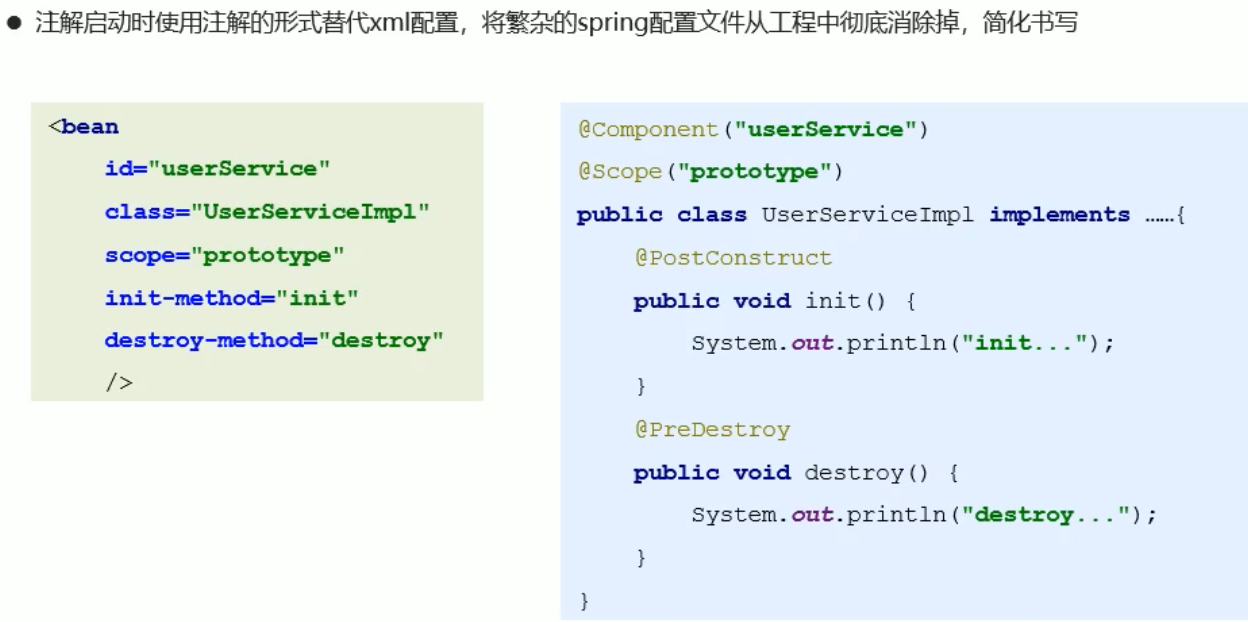 ● 注解启动时使用注解的形式替代xml配置，将繁杂的spring配置文件从工程中彻底消除掉，简化书写
<bean
id="userService"
class="UserServiceImpl"
scope="prototype"
init-method="init"
destroy-method="destroy"
/>
@Component("userService")
@Scope("prototype")
public class UserServiceImpl implements ……{
@PostConstruct
public void init() {
System.out.println("init...");
}
@PreDestroy
public void destroy() {
System.out.println("destroy...");
}
}